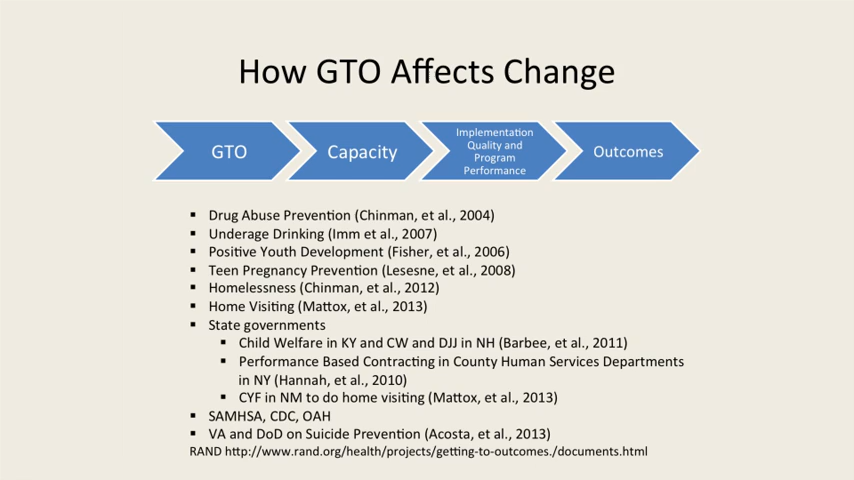 How GTO Affects Change
GTO
Capacity
Implementation
Quality and
Program
Performance
Outcomes
▪ Drug Abuse Prevention (Chinman, et al., 2004)
▪ Underage Drinking (Imm et al., 2007)
▪ Positive Youth Development (Fisher, et al., 2006)
▪ Teen Pregnancy Prevention (Lesesne, et al., 2008)
▪ Homelessness (Chinman, et al., 2012)
▪ Home Visiting (Mattox, et al., 2013)
▪ State governments
▪ Child Welfare in KY and CW and DJJ in NH (Barbee, et al., 2011)
▪ Performance Based Contracting in County Human Services Departments
in NY (Hannah, et al., 2010)
▪ CYF in NM to do home visiting (Mattox, et al., 2013)
▪ SAMHSA, CDC, OAH
▪ VA and DoD on Suicide Prevention (Acosta, et al., 2013)
RAND http://www.rand.org/health/projects/getting-to-outcomes./documents.html